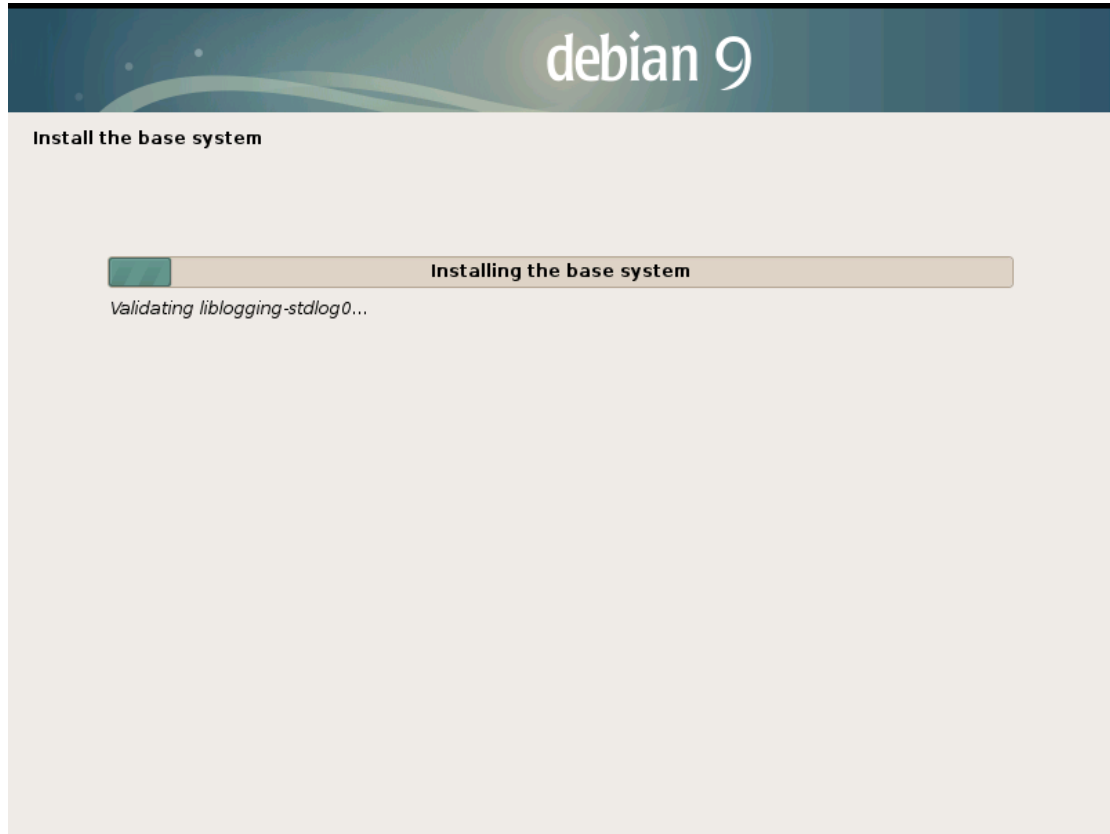 debian 9
Install the base system
Installing the base system
Validating liblogging-stdlog0...